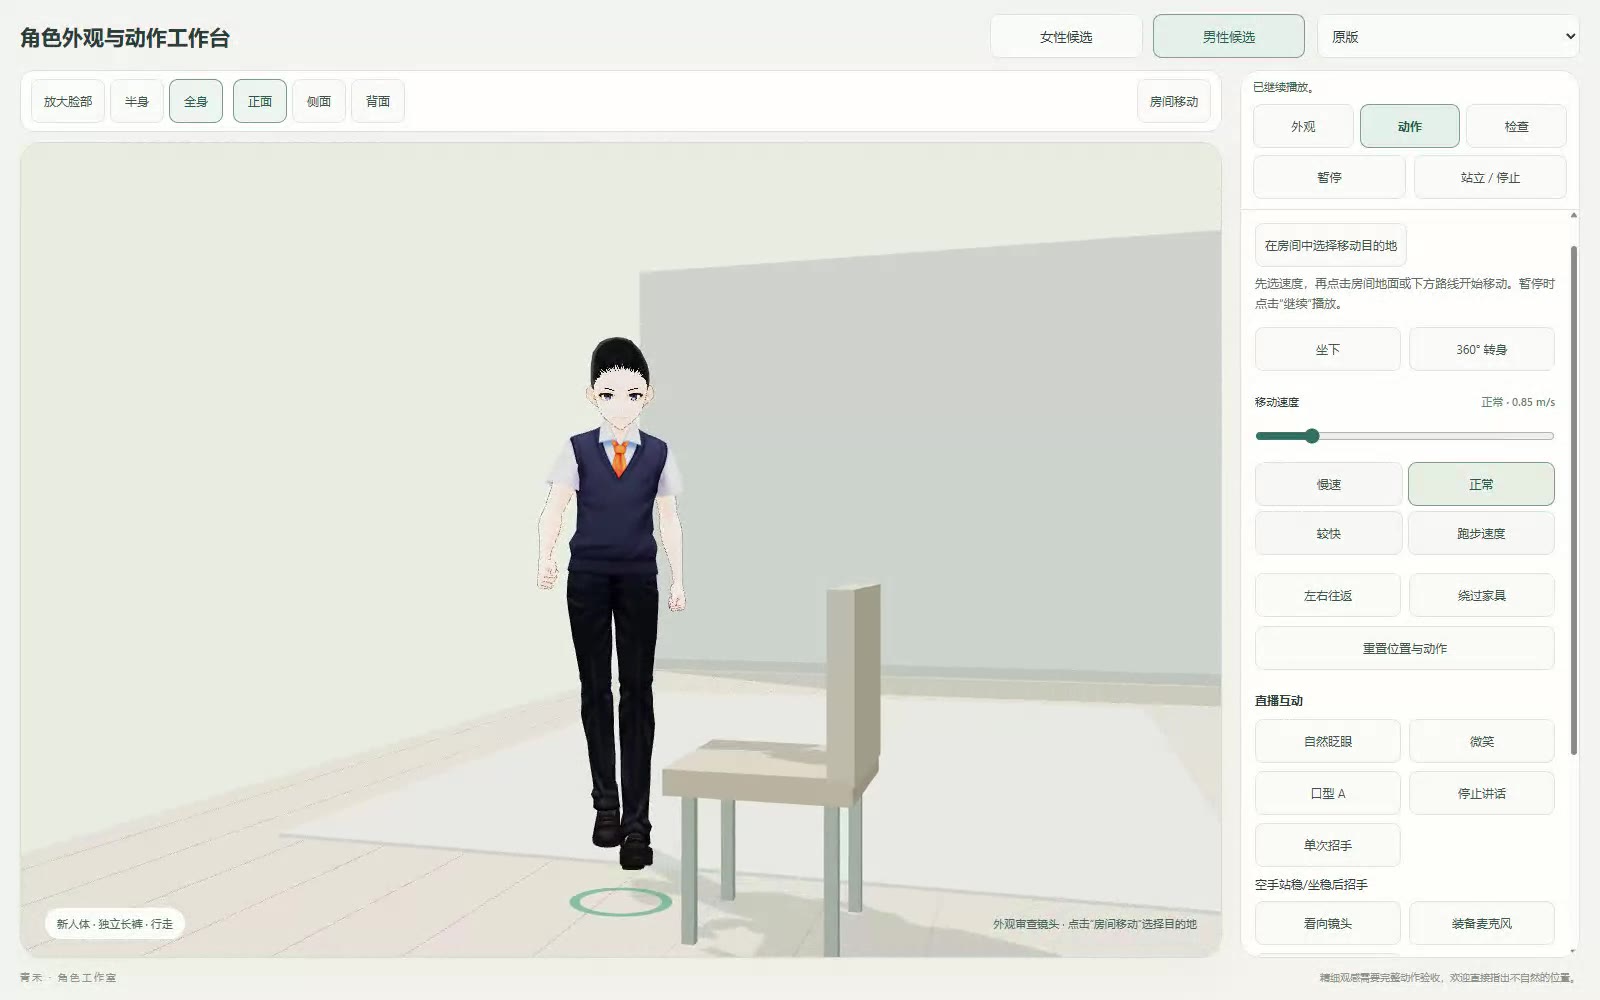 角色外观与动作工作台
女性候选
男性候选
原版
放大脸部
半身
全身
正面
侧面
背面
房间移动
已继续播放。
外观
动作
检查
暂停
站立 / 停止
在房间中选择移动目的地
先选速度，再点击房间地面或下方路线开始移动。暂停时
点击“继续”播放。
坐下
360° 转身
移动速度
正常 · 0.85 m/s
慢速
正常
较快
跑步速度
左右往返
绕过家具
重置位置与动作
直播互动
自然眨眼
微笑
口型 A
停止讲话
单次招手
空手站稳/坐稳后招手
看向镜头
装备麦克风
新人体 · 独立长裤 · 行走
外观审查镜头 · 点击“房间移动”选择目的地
青禾 · 角色工作室
精细观感需要完整动作验收，欢迎直接指出不自然的位置。